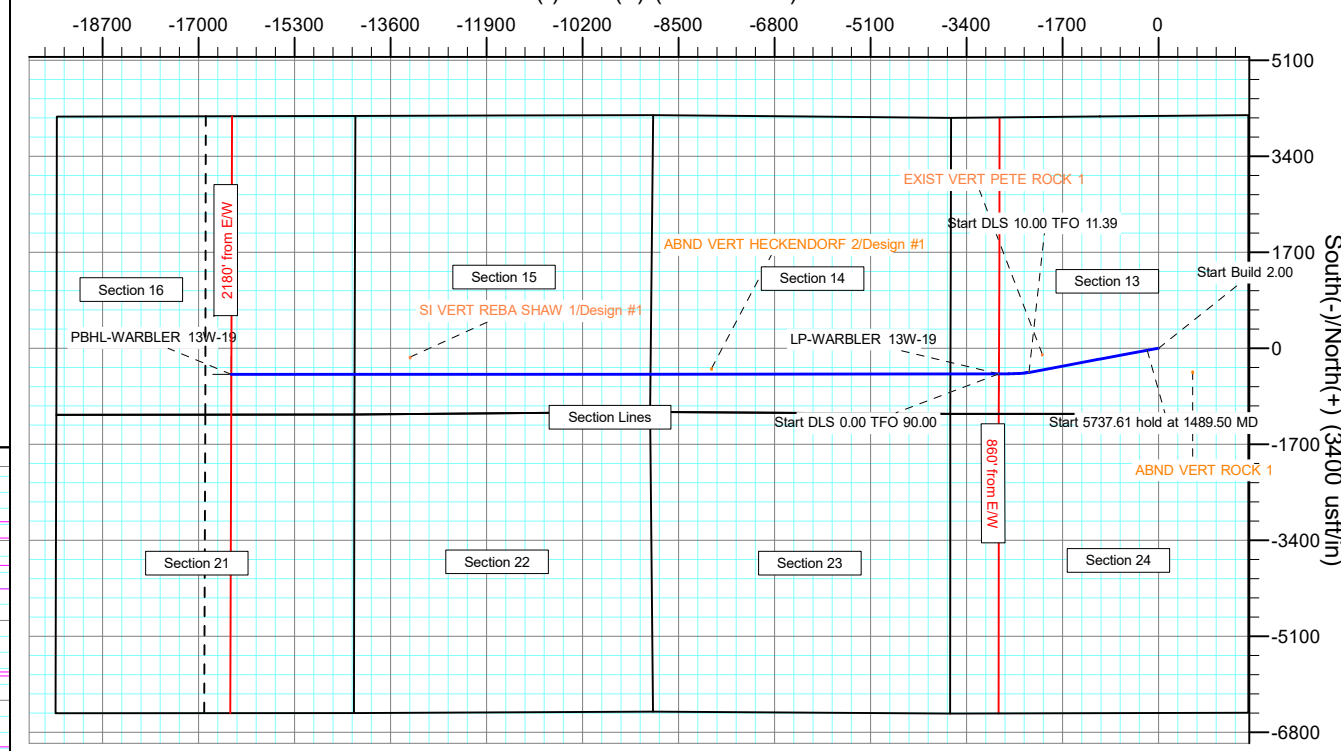 -18700 -17000 -15300 -13600 -11900 -10200 -8500 -6800 -5100 -3400 -1700 0
5100
3400
EXIST VERT PETE ROCK 1
Start DLS 10.00 TFO 11.39
ABND VERT HECKENDORF 2/Design #1
1700
Start Build 2.00
Section 16
Section 15
Section 14
Section 13
2180' from E/W
SI VERT REBA SHAW 1/Design #1
PBHL-WARBLER 13W-19
LP-WARBLER 13W-19
0
Section Lines
Start DLS 0.00 TFO 90.00
Start 5737.61 hold at 1489.50 MD
-1700
ABND VERT ROCK 1
860' from E/W
South(-)/North(+) (3400 usft/in)
-3400
Section 21
Section 22
Section 23
Section 24
-5100
-6800